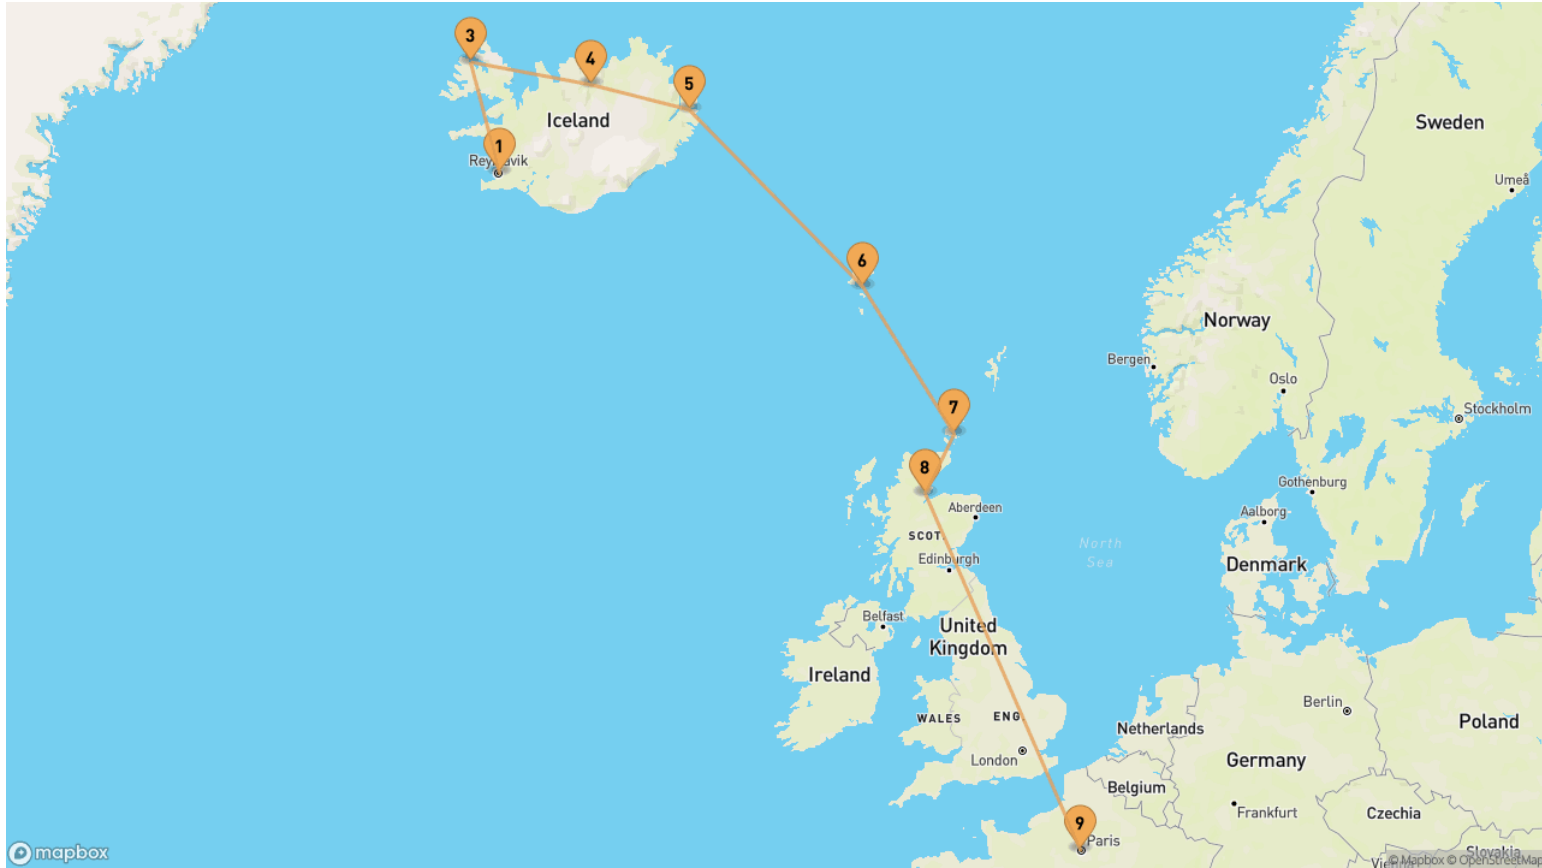 3
4
5
Iceland
1
Sweden
Umeå
6
Norway
Bergen
Oslo
Stockholm
7
8
Gothenburg
Aalborg
Aberdeen
SCOT.
North
Sea
Edinburgh
Denmark
Belfast
United
Kingdom
Ireland
Berlin
WALES
ENG.
Netherlands
Poland
London
Germany
Belgium
Frankfurt
Czechia
9
Paris
Slovakia
mapbox
© Mapbox © OpenStreetMap